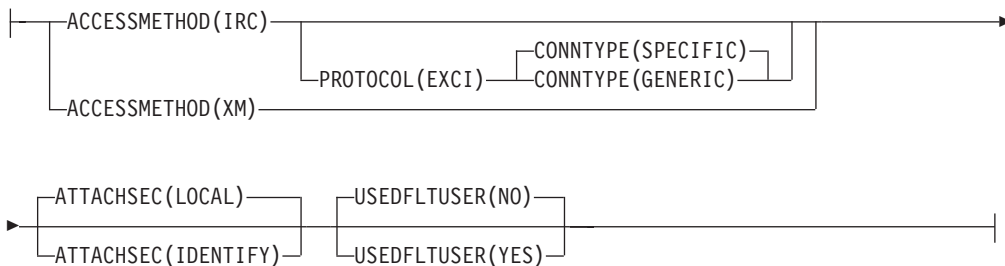 ACCESSMETHOD(IRC)
CONNTYPE(SPECIFIC)
PROTOCOL(EXCI) CONNTYPE(GENERIC)
ACCESSMETHOD(XM)
ATTACHSEC(LOCAL) USEDFLTUSER(NO)
ATTACHSEC(IDENTIFY) USEDFLTUSER(YES)